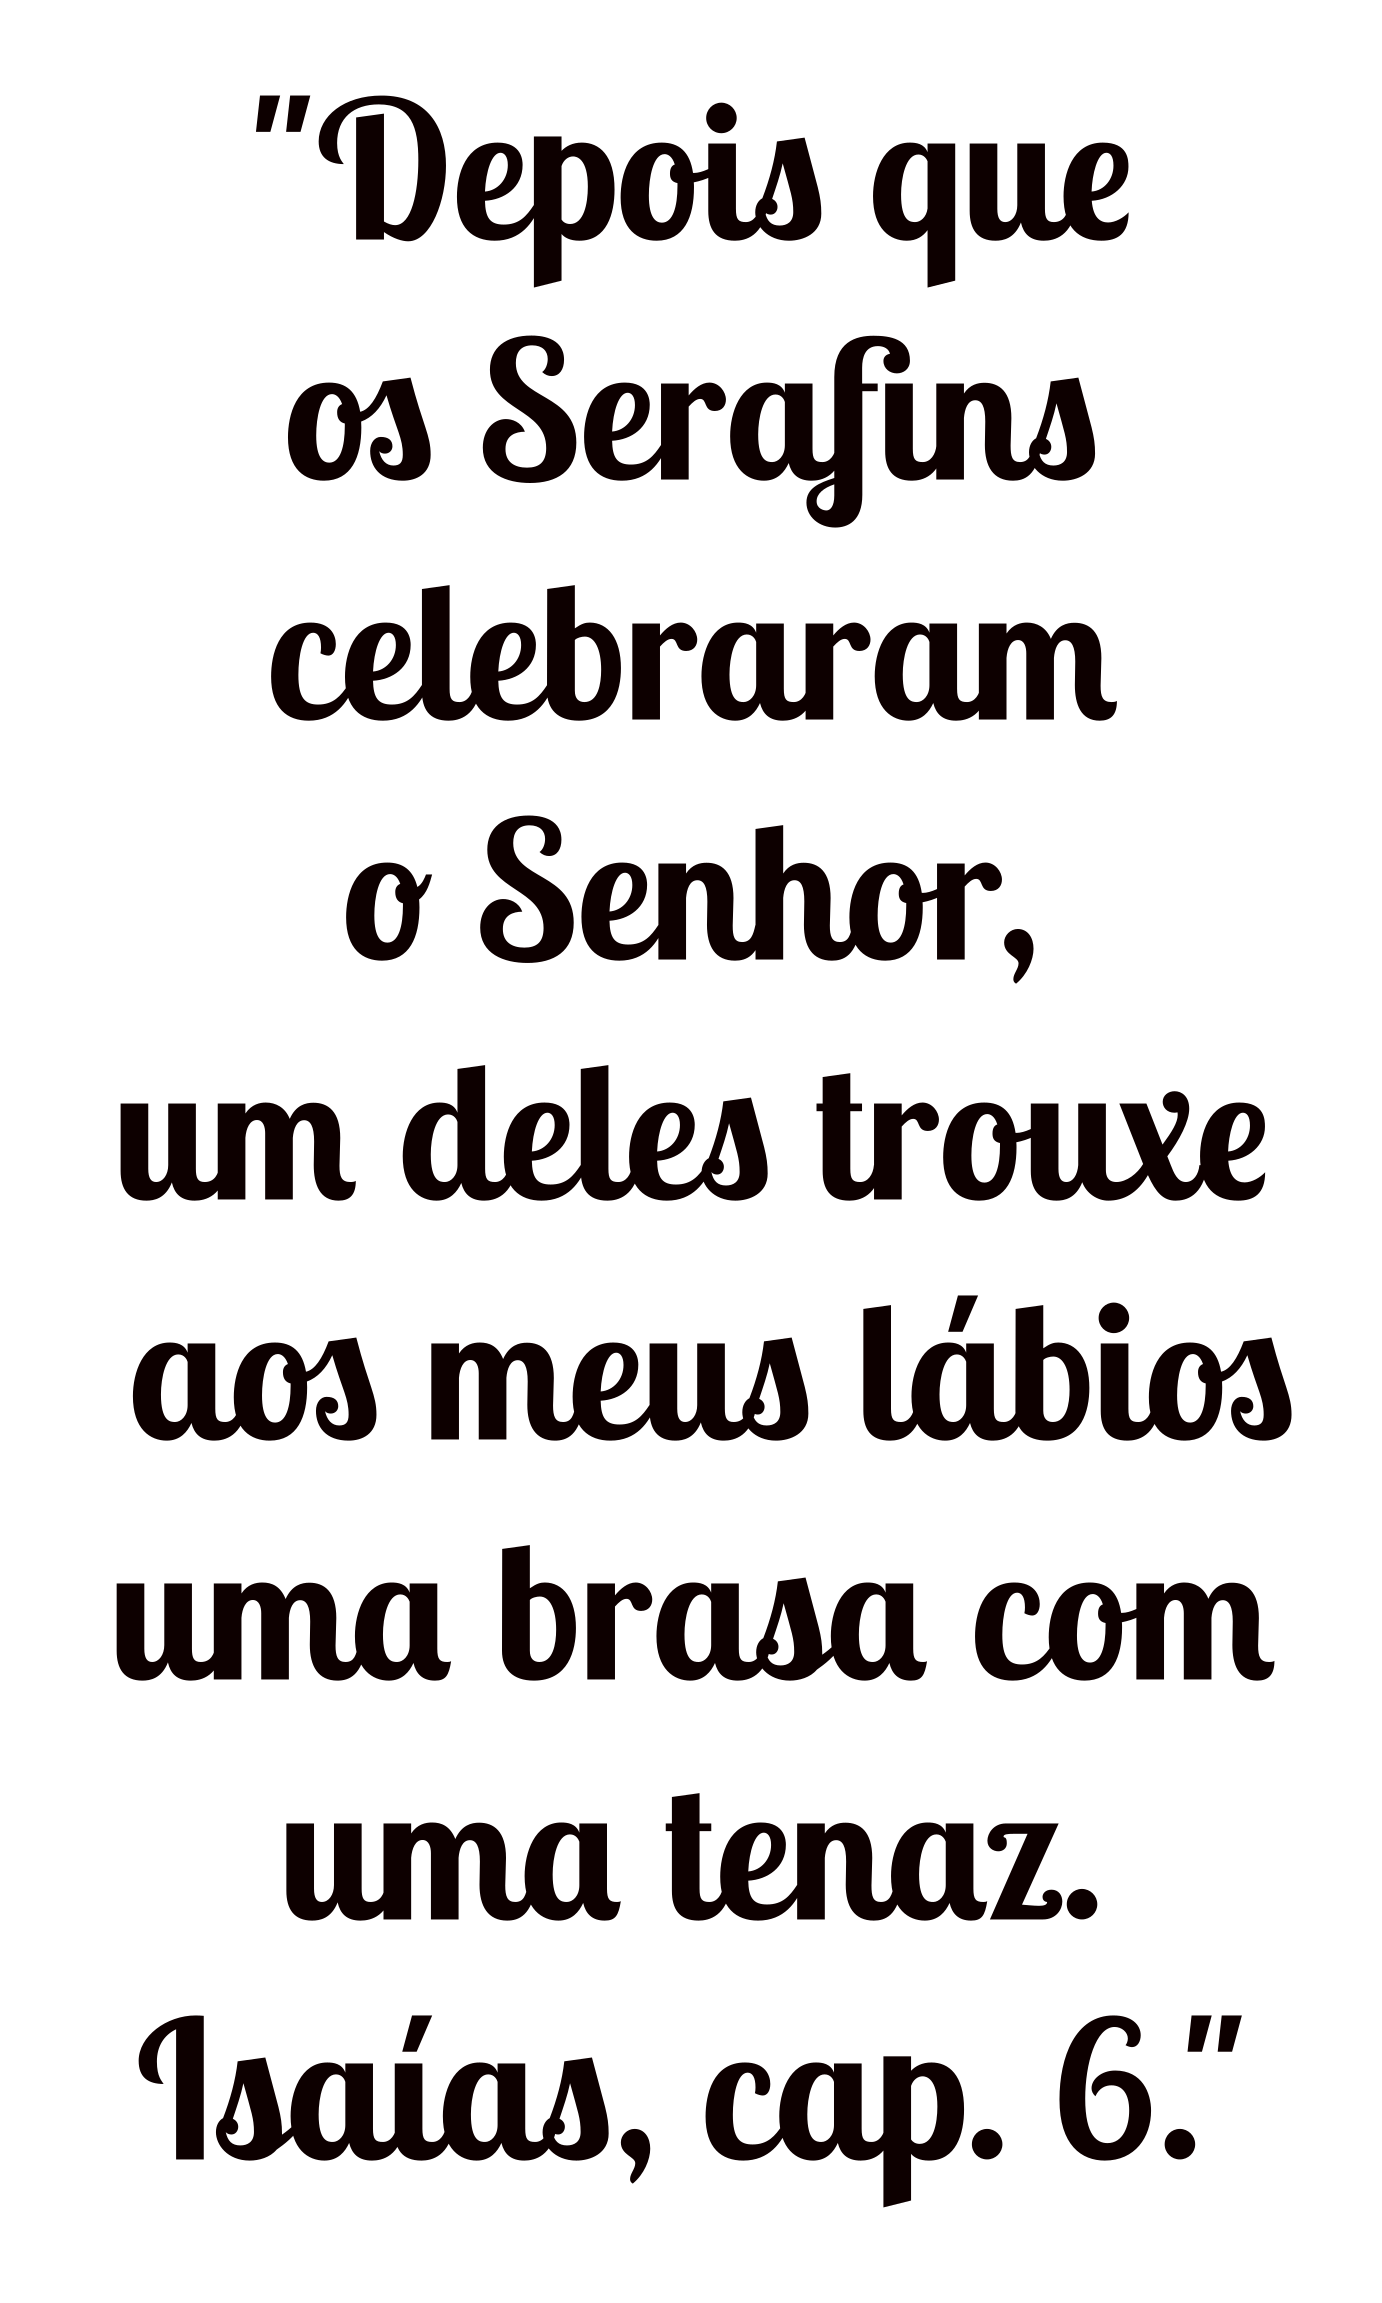 "Depois que
os Serafins
celebraram
o Senhor,
um deles trouxe
aos meus lábios
uma brasa com
uma tenaz.
Isaías, cap. 6."